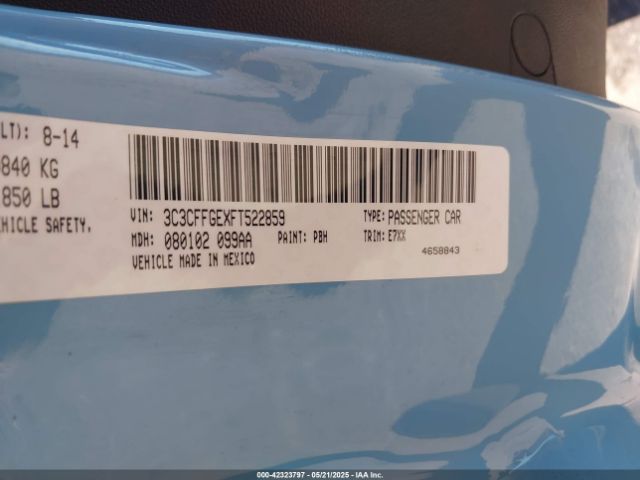 LT): 8-14
840 KG
850 LB
EHICLE SAFETY.
VIN: 3C3CFFGEXFT522859 TYPE: PASSENGER CAR
MDH: 080102 099AA PAINT: PBH TRIM: E7XX
VEHICLE MADE IN MEXICO 4658843
000-42323797 - 05/21/2025 - IAA